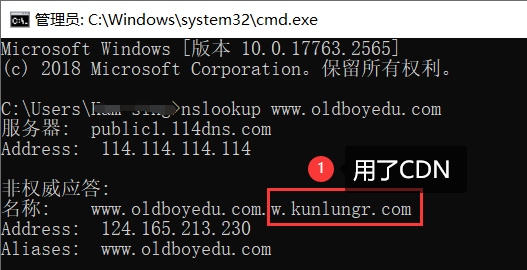 管理员: C:\Windows\system32\cmd.exe
Microsoft Windows [版本 10.0.17763.2565]
(c) 2018 Microsoft Corporation。保留所有权利。
C:\Users\>nslookup www.oldboyedu.com
服务器:  public1.114dns.com
Address:  114.114.114.114
1 用了CDN
非权威应答:
名称:    www.oldboyedu.com.w.kunlungr.com
Address:  124.165.213.230
Aliases:  www.oldboyedu.com